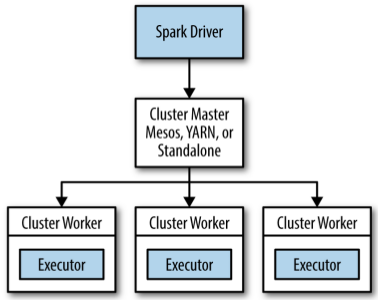 Spark Driver
Cluster Master
Mesos, YARN, or
Standalone
Cluster Worker
Executor
Cluster Worker
Executor
Cluster Worker
Executor